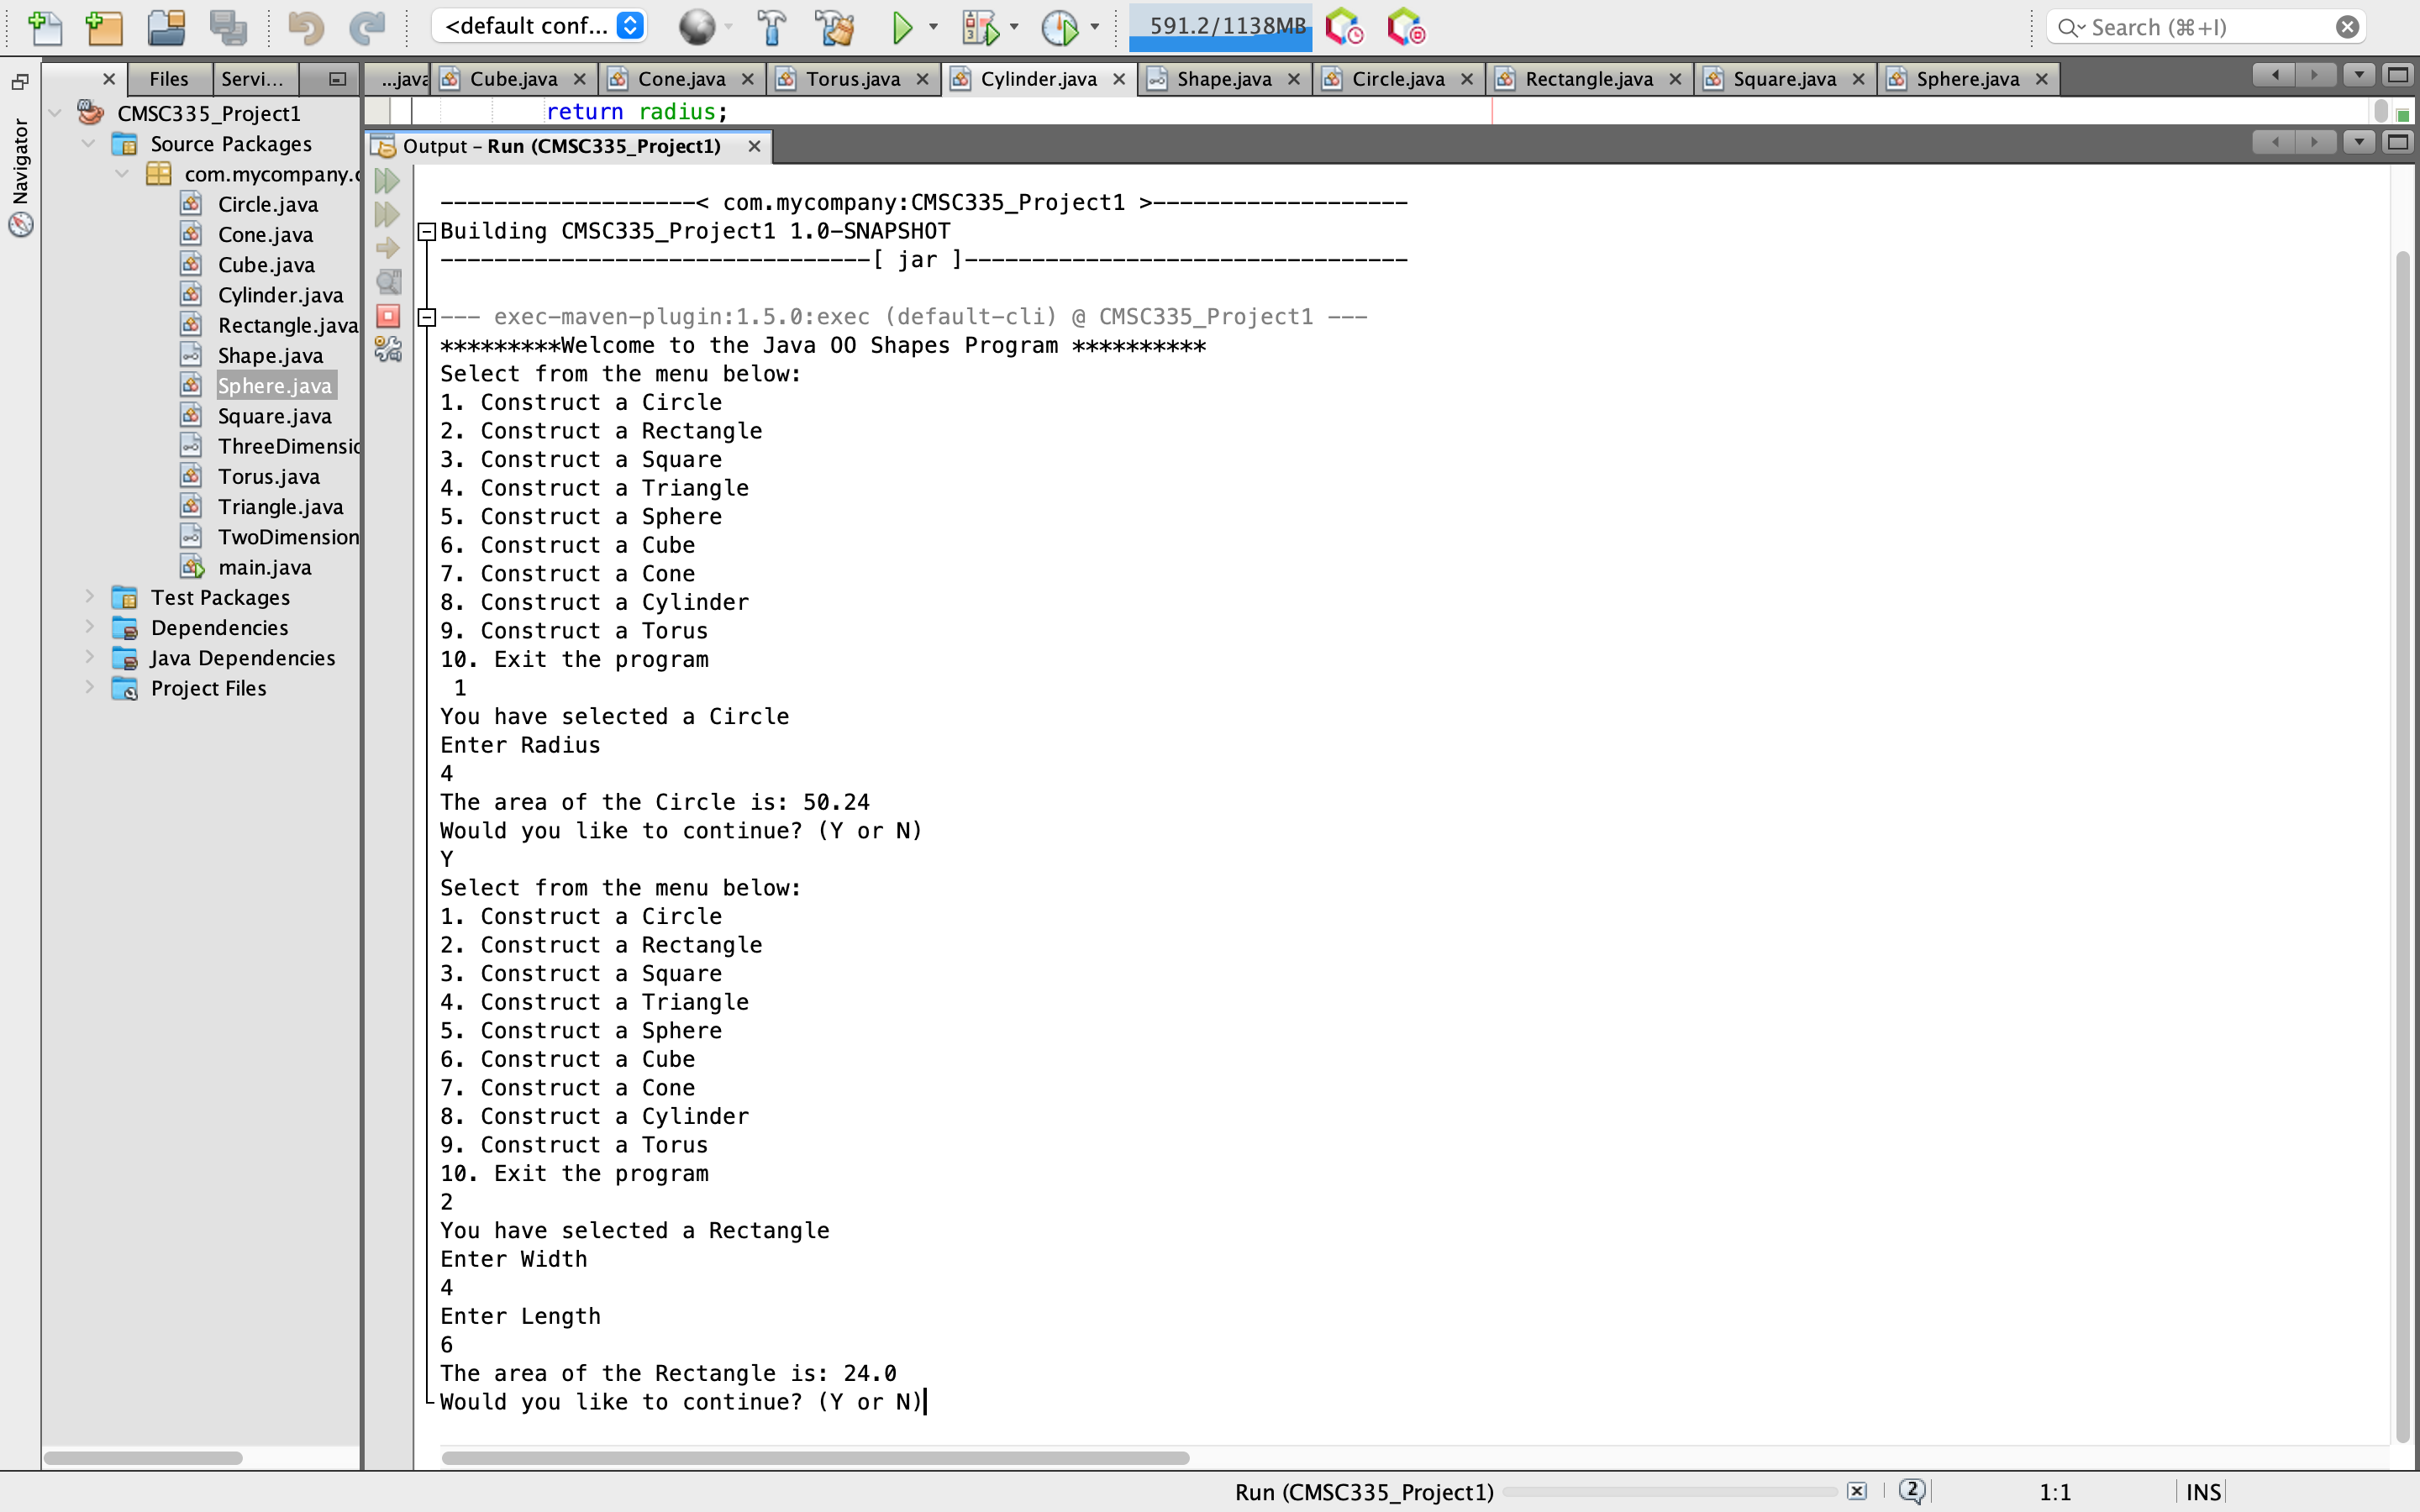 <default conf...
591.2/1138MB
Search (⌘+I)
Files
Servi...
...java
Cube.java
Cone.java
Torus.java
Cylinder.java
Shape.java
Circle.java
Rectangle.java
Square.java
Sphere.java
Navigator
CMSC335_Project1
Source Packages
com.mycompany.c
Circle.java
Cone.java
Cube.java
Cylinder.java
Rectangle.java
Shape.java
Sphere.java
Square.java
ThreeDimensic
Torus.java
Triangle.java
TwoDimension
main.java
Test Packages
Dependencies
Java Dependencies
Project Files
return radius;
Output – Run (CMSC335_Project1)
-------------------< com.mycompany:CMSC335_Project1 >-------------------
Building CMSC335_Project1 1.0-SNAPSHOT
--------------------------------[ jar ]---------------------------------
--- exec-maven-plugin:1.5.0:exec (default-cli) @ CMSC335_Project1 ---
*********Welcome to the Java OO Shapes Program **********
Select from the menu below:
1. Construct a Circle
2. Construct a Rectangle
3. Construct a Square
4. Construct a Triangle
5. Construct a Sphere
6. Construct a Cube
7. Construct a Cone
8. Construct a Cylinder
9. Construct a Torus
10. Exit the program
1
You have selected a Circle
Enter Radius
4
The area of the Circle is: 50.24
Would you like to continue? (Y or N)
Y
Select from the menu below:
1. Construct a Circle
2. Construct a Rectangle
3. Construct a Square
4. Construct a Triangle
5. Construct a Sphere
6. Construct a Cube
7. Construct a Cone
8. Construct a Cylinder
9. Construct a Torus
10. Exit the program
2
You have selected a Rectangle
Enter Width
4
Enter Length
6
The area of the Rectangle is: 24.0
Would you like to continue? (Y or N)
Run (CMSC335_Project1)
2
1:1
INS